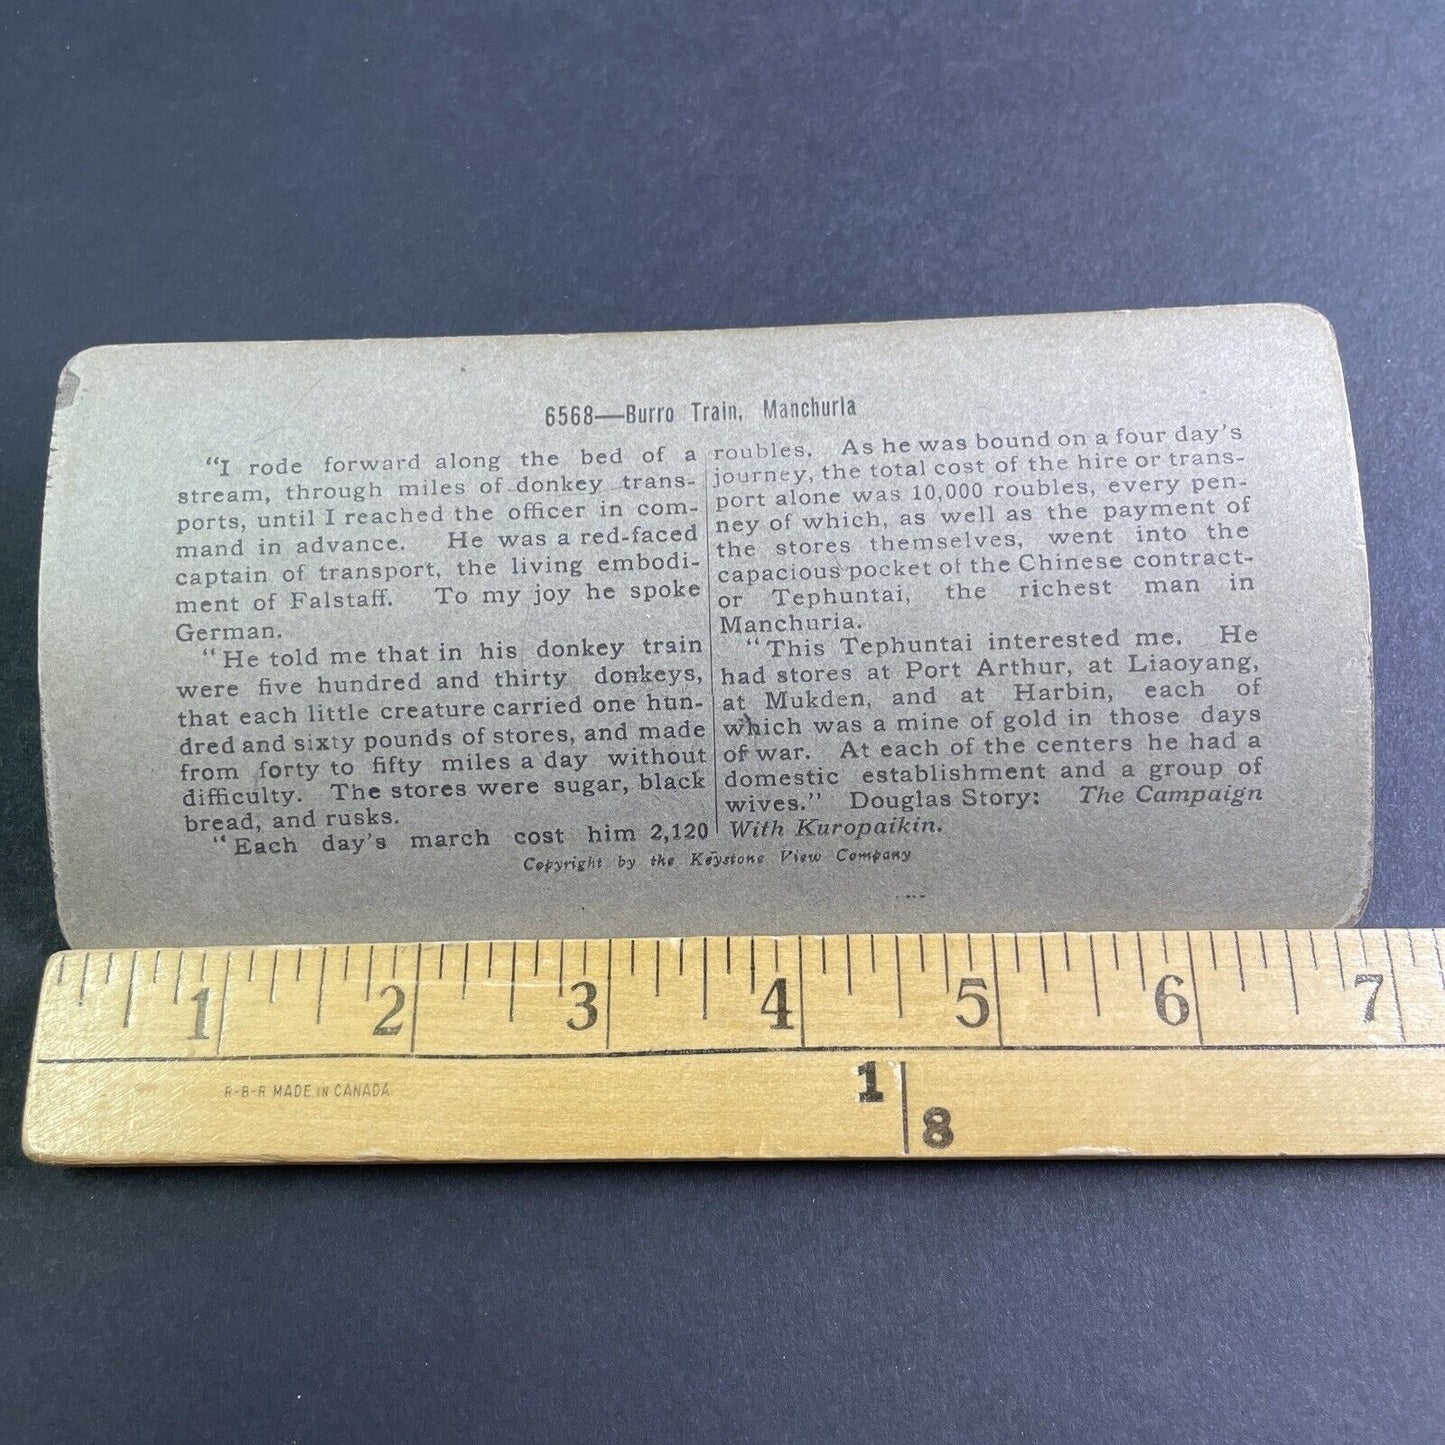 6568—Burro Train, Manchuria
"I rode forward along the bed of a
stream, through miles of donkey trans-
ports, until I reached the officer in com-
mand in advance. He was a red-faced
captain of transport, the living embodi-
ment of Falstaff. To my joy he spoke
German.
"He told me that in his donkey train
were five hundred and thirty donkeys,
that each little creature carried one hun-
dred and sixty pounds of stores, and made
from forty to fifty miles a day without
difficulty. The stores were sugar, black
bread, and rusks.
"Each day's march cost him 2,120
roubles. As he was bound on a four day's
journey, the total cost of the hire or trans-
port alone was 10,000 roubles, every pen-
ney of which, as well as the payment of
the stores themselves, went into the
capacious pocket of the Chinese contract-
or Tephuntai, the richest man in
Manchuria.
"This Tephuntai interested me. He
had stores at Port Arthur, at Liaoyang,
at Mukden, and at Harbin, each of
which was a mine of gold in those days
of war. At each of the centers he had a
domestic establishment and a group of
wives." Douglas Story: The Campaign
With Kuropaikin.
Copyright by the Keystone View Company
1 2 3 4 5 6 7
R-B-R MADE IN CANADA
1
8